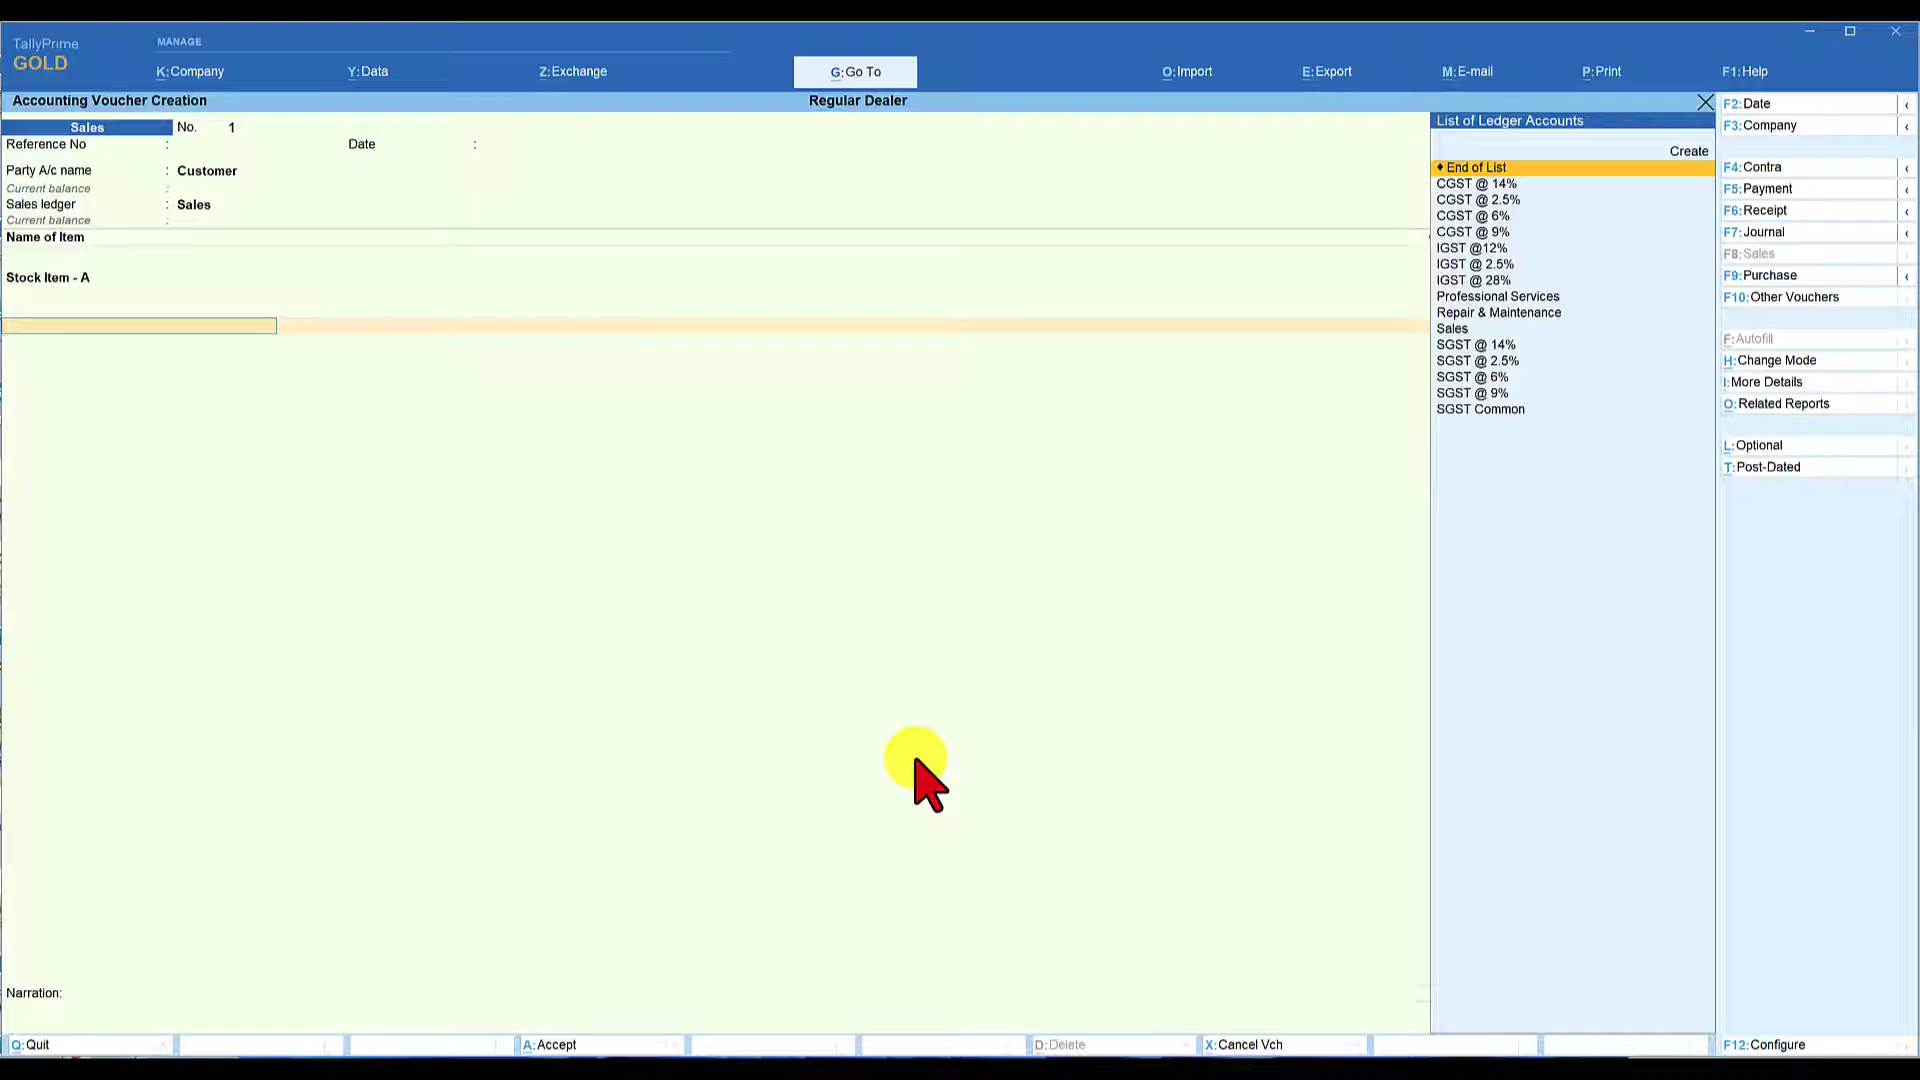 TallyPrime
GOLD
MANAGE
K:Company
Y:Data
Z:Exchange
G:Go To
O:Import
E:Export
M:E-mail
P:Print
F1:Help
Accounting Voucher Creation
Regular Dealer
Sales
No. 1
Reference No :
Date :
Party A/c name : Customer
Current balance :
Sales ledger : Sales
Current balance :
Name of Item
Stock Item - A
Narration:
List of Ledger Accounts
Create
♦ End of List
CGST @ 14%
CGST @ 2.5%
CGST @ 6%
CGST @ 9%
IGST @12%
IGST @ 2.5%
IGST @ 28%
Professional Services
Repair & Maintenance
Sales
SGST @ 14%
SGST @ 2.5%
SGST @ 6%
SGST @ 9%
SGST Common
F2:Date
F3:Company
F4:Contra
F5:Payment
F6:Receipt
F7:Journal
F8:Sales
F9:Purchase
F10:Other Vouchers
F:Autofill
H:Change Mode
I:More Details
O:Related Reports
L:Optional
T:Post-Dated
Q:Quit
A:Accept
D:Delete
X:Cancel Vch
F12:Configure